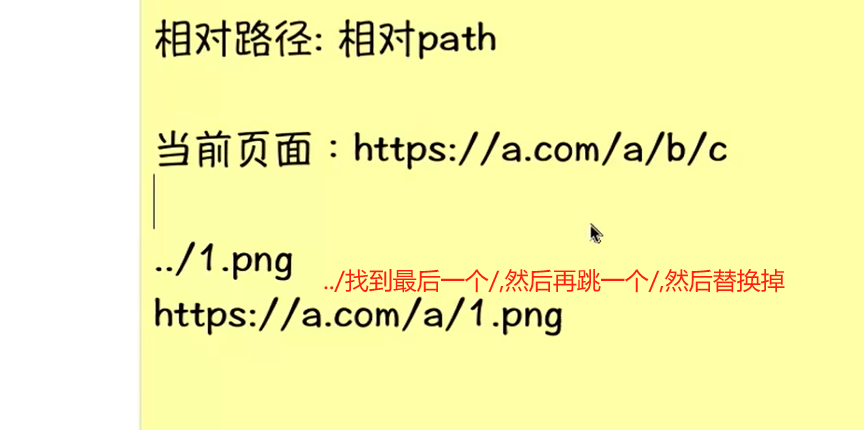 相对路径: 相对path
当前页面：https://a.com/a/b/c
../1.png
../找到最后一个/,然后再跳一个/,然后替换掉
https://a.com/a/1.png